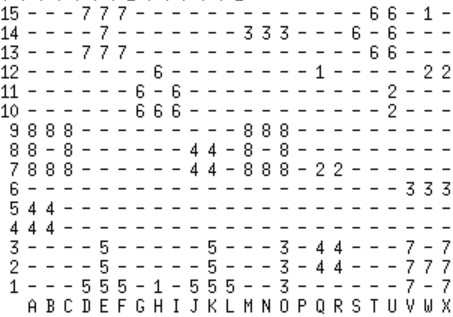 15 - - - 7 7 7 - - - - - - - - - - - - - 6 6 - 1 -
14 - - - - 7 - - - - - - - 3 3 3 - - - 6 - 6 - - -
13 - - - 7 7 7 - - - - - - - - - - - - - 6 6 - - -
12 - - - - - - - 6 - - - - - - - - 1 - - - - - 2 2
11 - - - - - - 6 - 6 - - - - - - - - - - - 2 - - -
10 - - - - - - 6 6 6 - - - - - - - - - - - 2 - - -
9 8 8 8 - - - - - - - - - 8 8 8 - - - - - - - - -
8 8 - 8 - - - - - - 4 4 - 8 - 8 - - - - - - - - -
7 8 8 8 - - - - - - 4 4 - 8 8 8 - 2 2 - - - - - -
6 - - - - - - - - - - - - - - - - - - - - - 3 3 3
5 4 4 - - - - - - - - - - - - - - - - - - - - - -
4 4 4 - - - - - - - - - - - - - - - - - - - - - -
3 - - - - 5 - - - - - 5 - - - 3 - 4 4 - - - 7 - 7
2 - - - - 5 - - - - - 5 - - - 3 - 4 4 - - - 7 7 7
1 - - - 5 5 5 - 1 - 5 5 5 - - 3 - - - - - - 7 - 7
A B C D E F G H I J K L M N O P Q R S T U V W X